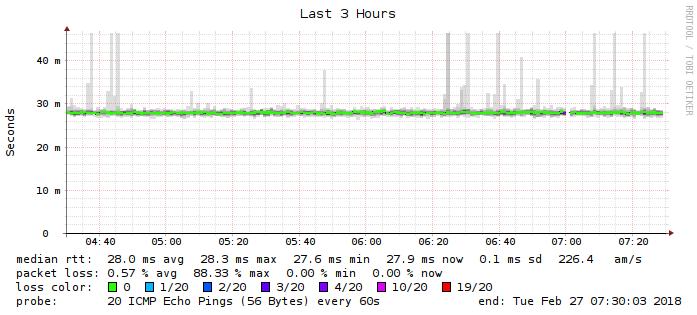 Last 3 Hours
RRDTOOL / TOBI OETIKER
Seconds
40 m
30 m
20 m
10 m
0
04:40 05:00 05:20 05:40 06:00 06:20 06:40 07:00 07:20
median rtt: 28.0 ms avg 28.3 ms max 27.6 ms min 27.9 ms now 0.1 ms sd 226.4 am/s
packet loss: 0.57 % avg 88.33 % max 0.00 % min 0.00 % now
loss color: 0 1/20 2/20 3/20 4/20 10/20 19/20
probe: 20 ICMP Echo Pings (56 Bytes) every 60s end: Tue Feb 27 07:30:03 2018